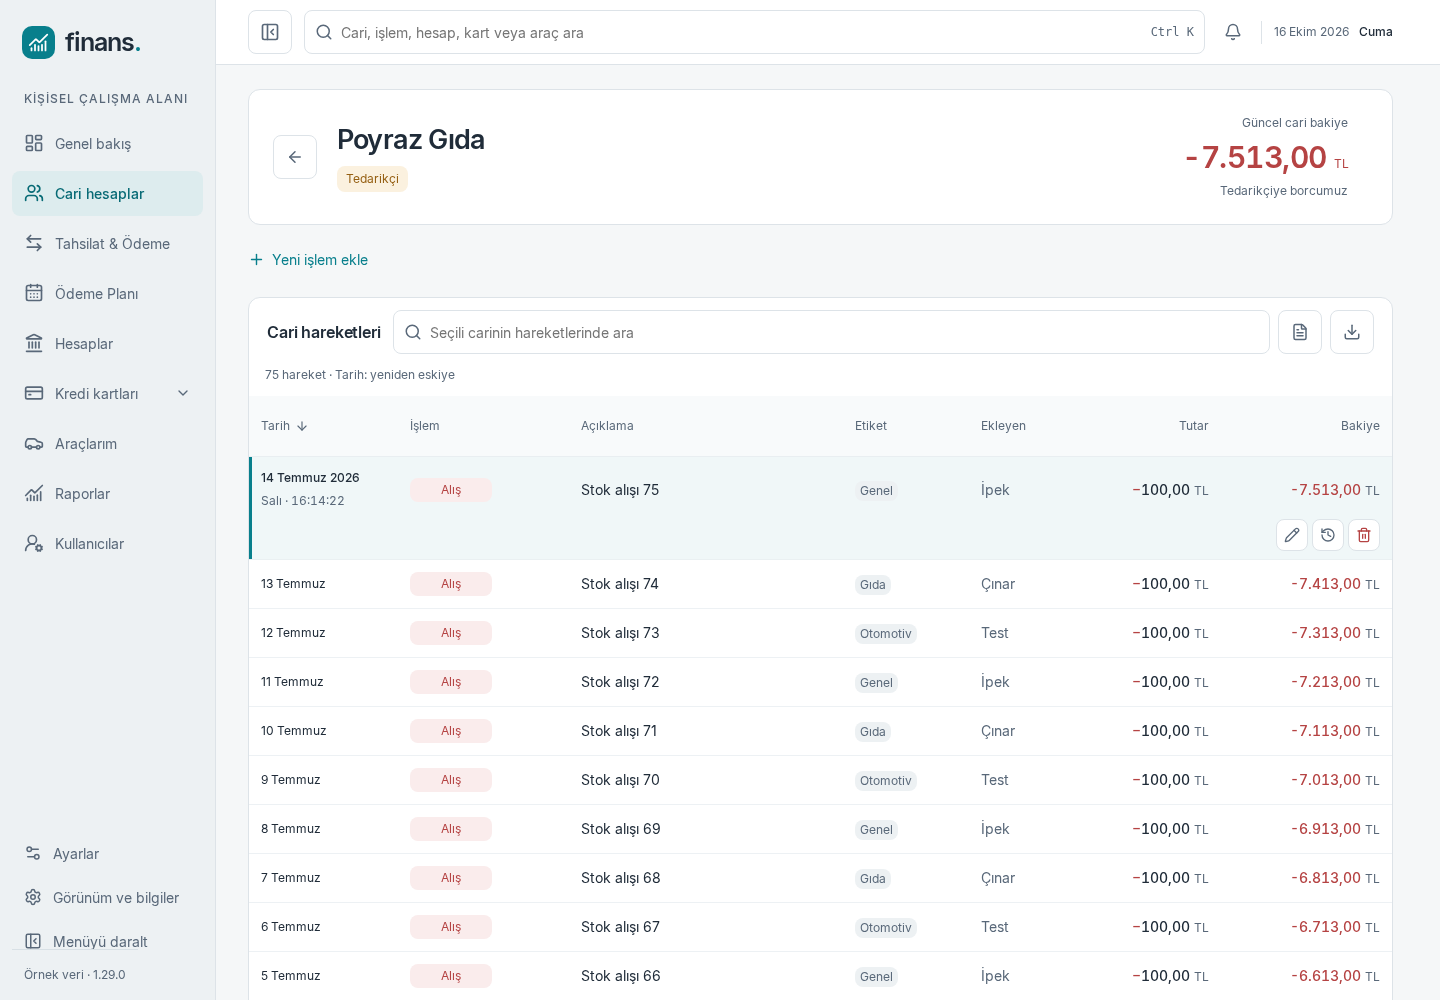 finans.
KİŞİSEL ÇALIŞMA ALANI
Genel bakış
Cari hesaplar
Tahsilat & Ödeme
Ödeme Planı
Hesaplar
Kredi kartları
Araçlarım
Raporlar
Kullanıcılar
Ayarlar
Görünüm ve bilgiler
Menüyü daralt
Örnek veri · 1.29.0
Cari, işlem, hesap, kart veya araç ara Ctrl K
16 Ekim 2026 Cuma
Poyraz Gıda
Tedarikçi
Güncel cari bakiye
-7.513,00 TL
Tedarikçiye borcumuz
Yeni işlem ekle
Cari hareketleri
Seçili carinin hareketlerinde ara
75 hareket · Tarih: yeniden eskiye
Tarih İşlem Açıklama Etiket Ekleyen Tutar Bakiye
14 Temmuz 2026
Salı · 16:14:22
Alış Stok alışı 75 Genel İpek −100,00 TL -7.513,00 TL
13 Temmuz Alış Stok alışı 74 Gıda Çınar −100,00 TL -7.413,00 TL
12 Temmuz Alış Stok alışı 73 Otomotiv Test −100,00 TL -7.313,00 TL
11 Temmuz Alış Stok alışı 72 Genel İpek −100,00 TL -7.213,00 TL
10 Temmuz Alış Stok alışı 71 Gıda Çınar −100,00 TL -7.113,00 TL
9 Temmuz Alış Stok alışı 70 Otomotiv Test −100,00 TL -7.013,00 TL
8 Temmuz Alış Stok alışı 69 Genel İpek −100,00 TL -6.913,00 TL
7 Temmuz Alış Stok alışı 68 Gıda Çınar −100,00 TL -6.813,00 TL
6 Temmuz Alış Stok alışı 67 Otomotiv Test −100,00 TL -6.713,00 TL
5 Temmuz Alış Stok alışı 66 Genel İpek −100,00 TL -6.613,00 TL